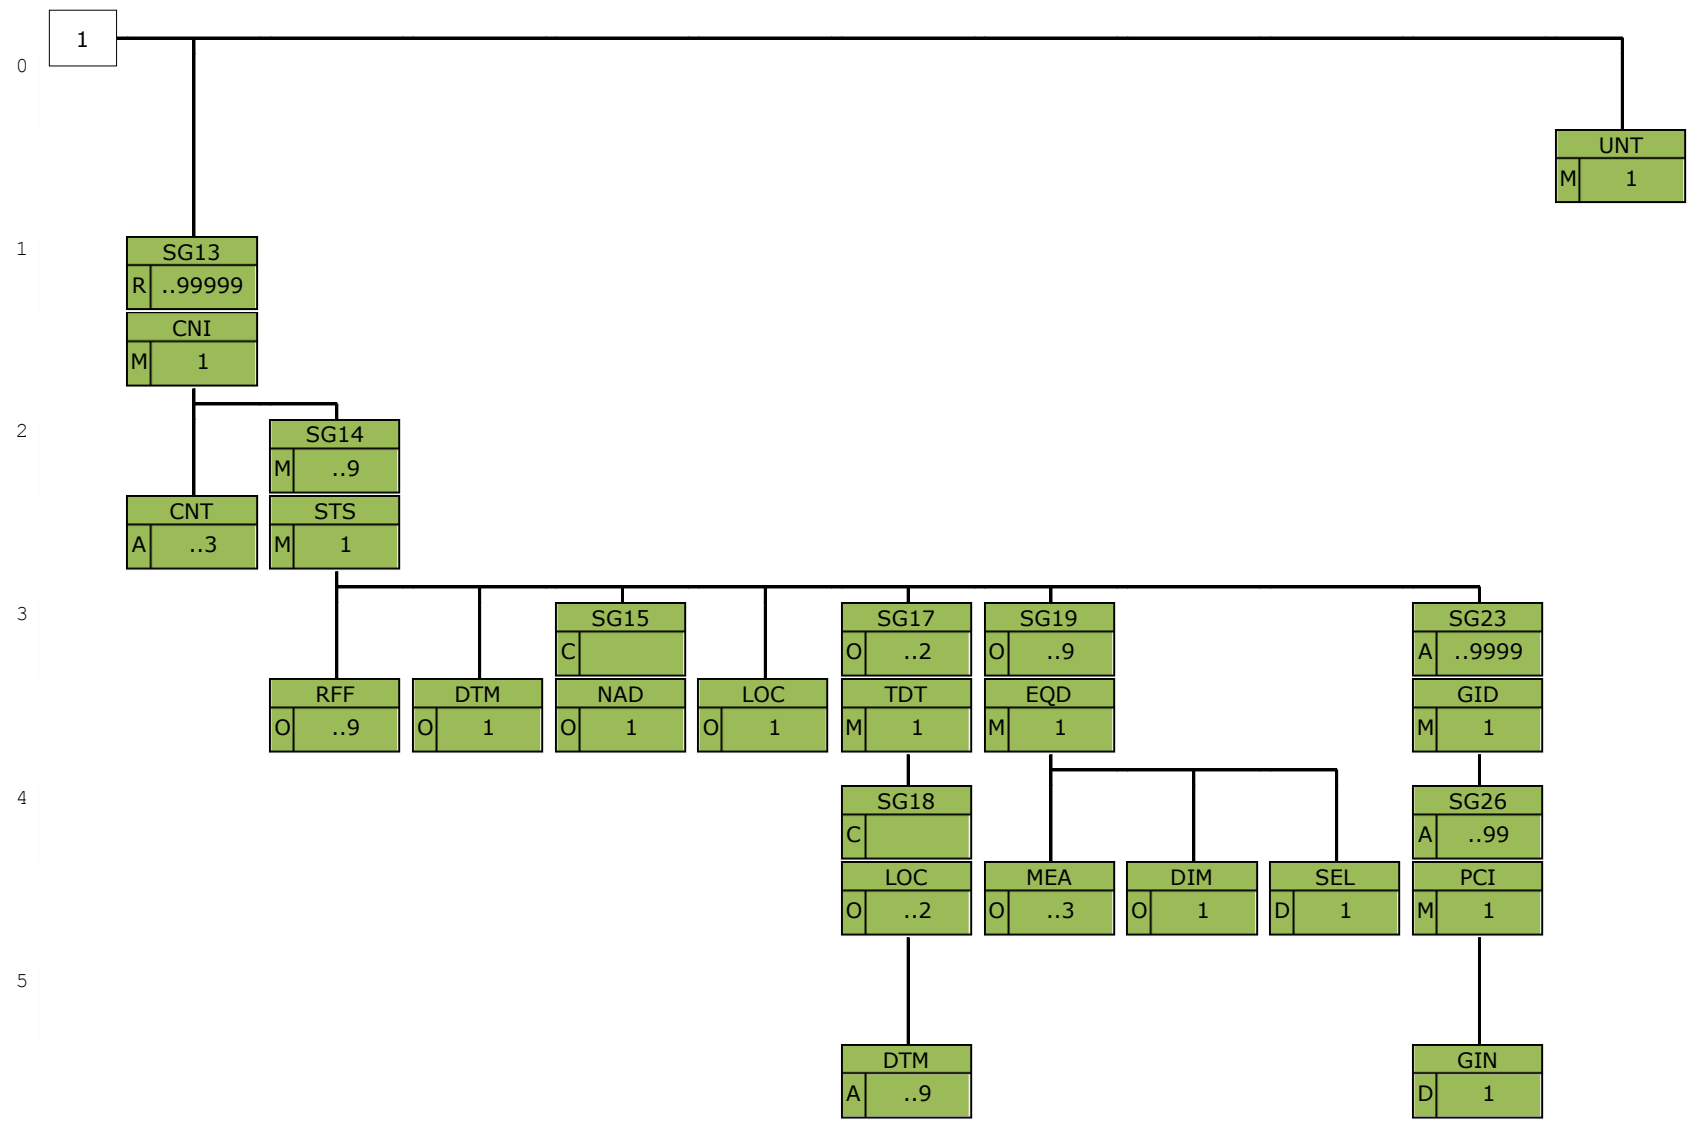 1
0
UNT
M 1
1
SG13
R ..99999
CNI
M 1
2
SG14
M ..9
CNT
A ..3
STS
M 1
3
SG15
C
SG17
O ..2
SG19
O ..9
SG23
A ..9999
RFF
O ..9
DTM
O 1
NAD
O 1
LOC
O 1
TDT
M 1
EQD
M 1
GID
M 1
4
SG18
C
SG26
A ..99
LOC
O ..2
MEA
O ..3
DIM
O 1
SEL
D 1
PCI
M 1
5
DTM
A ..9
GIN
D 1